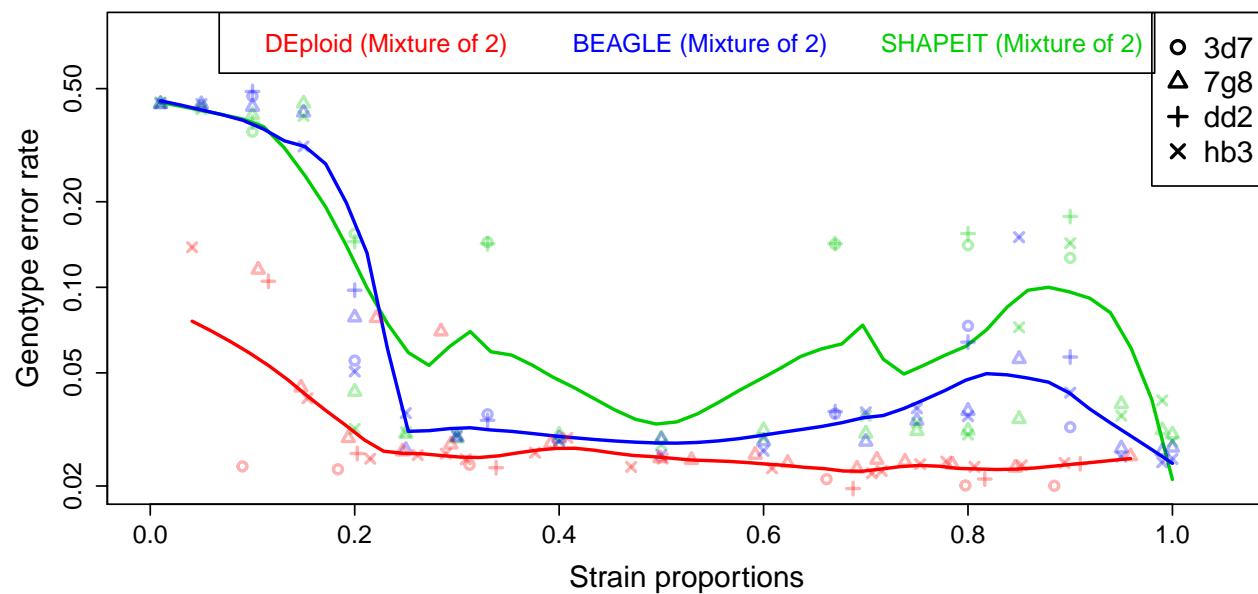 DEploid (Mixture of 2) BEAGLE (Mixture of 2) SHAPEIT (Mixture of 2)
3d7
7g8
dd2
hb3
Genotype error rate
0.50
0.20
0.10
0.05
0.02
0.0 0.2 0.4 0.6 0.8 1.0
Strain proportions